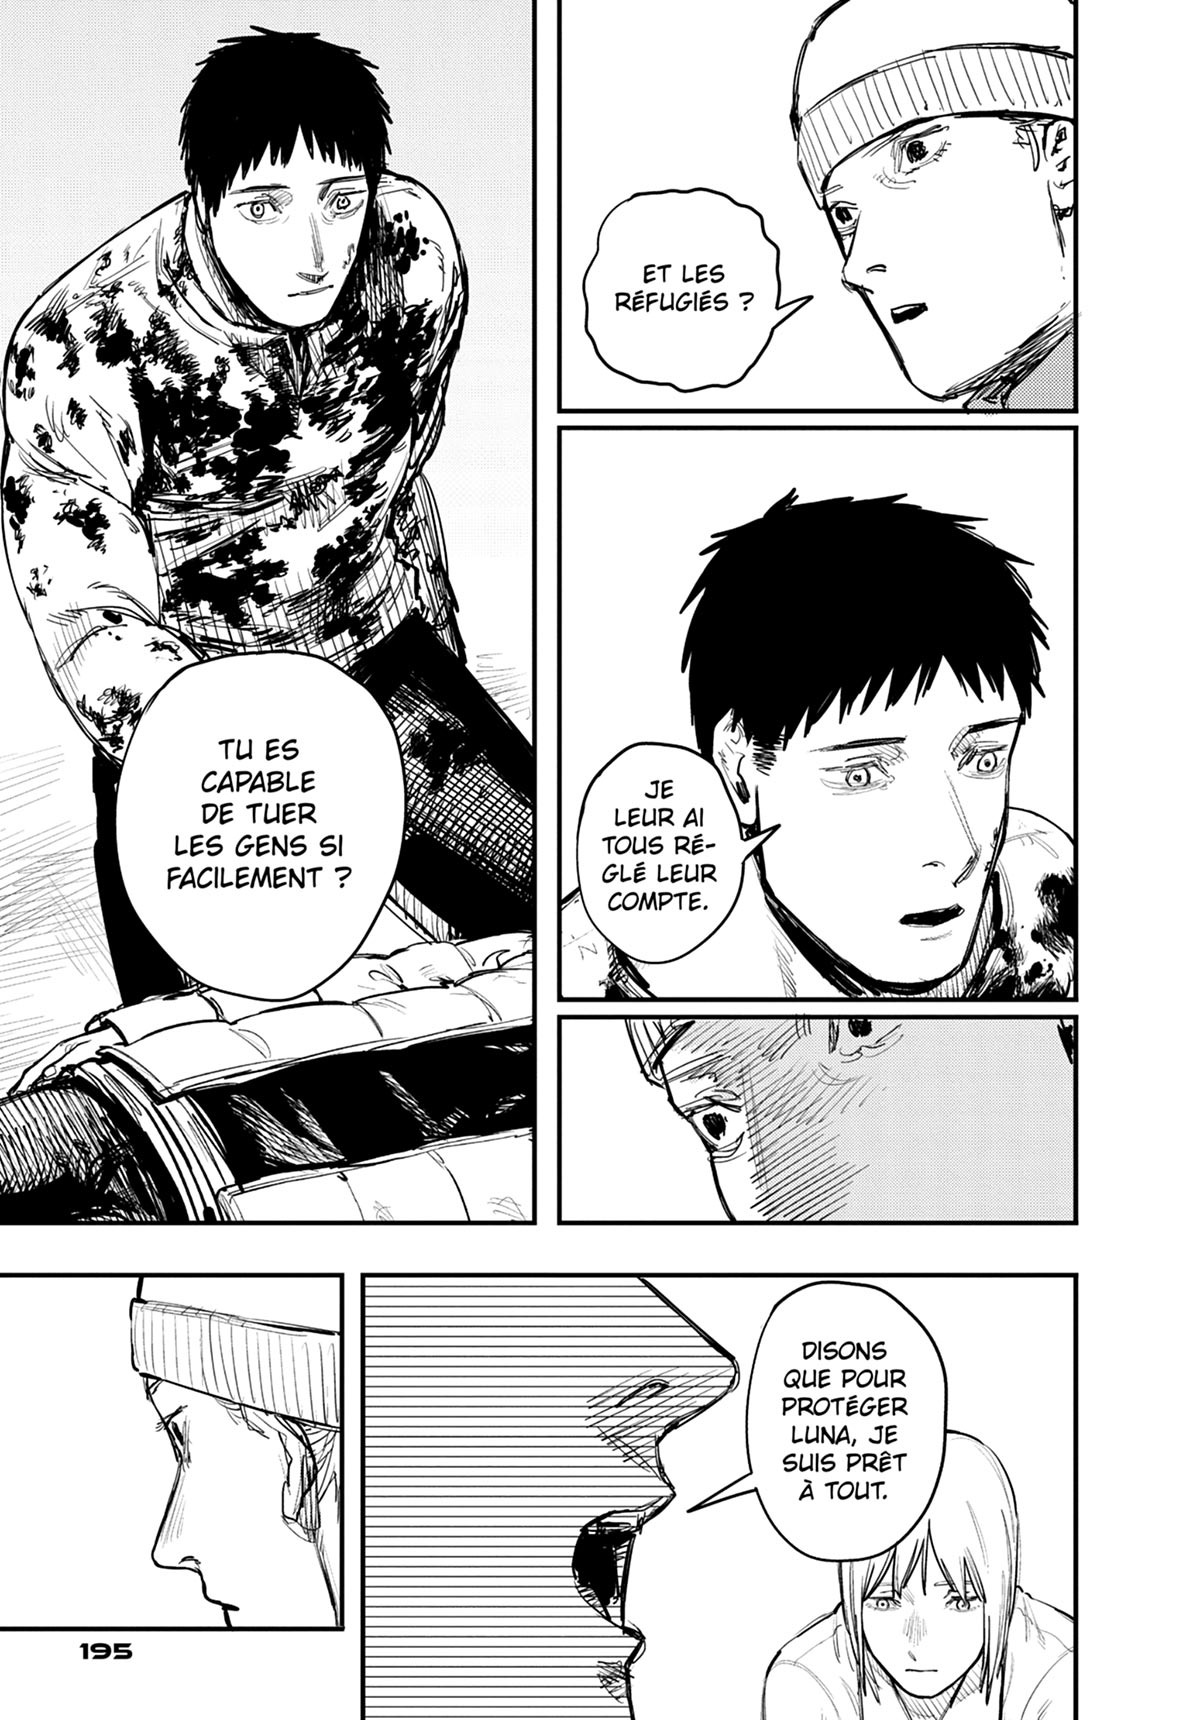 ET LES
RÉFUGIÉS ?
JE
LEUR AI
TOUS RÉ-
GLÉ LEUR
COMPTE.
TU ES
CAPABLE
DE TUER
LES GENS SI
FACILEMENT ?
DISONS
QUE POUR
PROTÉGER
LUNA, JE
SUIS PRÊT
À TOUT.
195